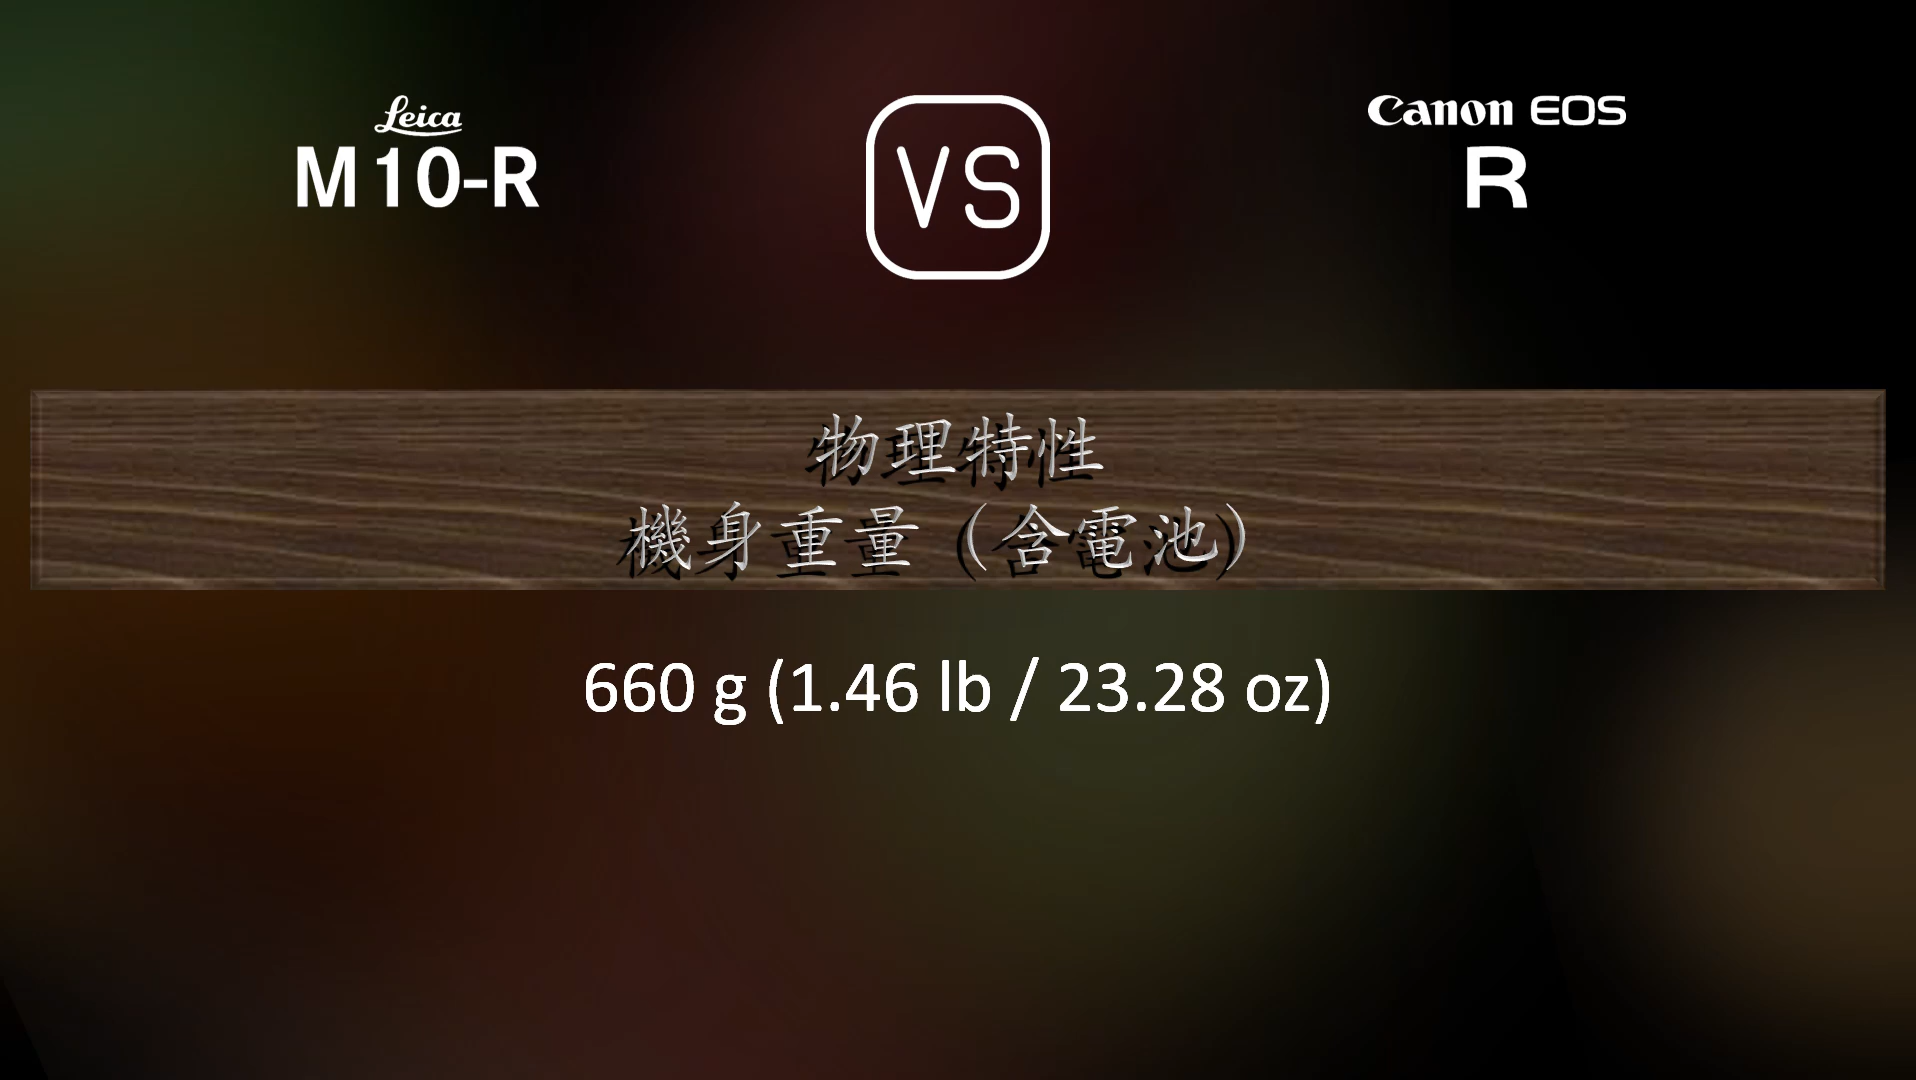 Leica
M10-R
VS
Canon EOS
R
物理特性
機身重量（含電池）
660 g (1.46 lb / 23.28 oz)